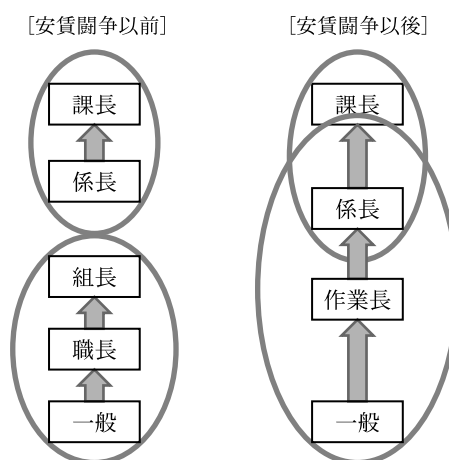 [安賃闘争以前]
課長
係長
組長
職長
一般
[安賃闘争以後]
課長
係長
作業長
一般